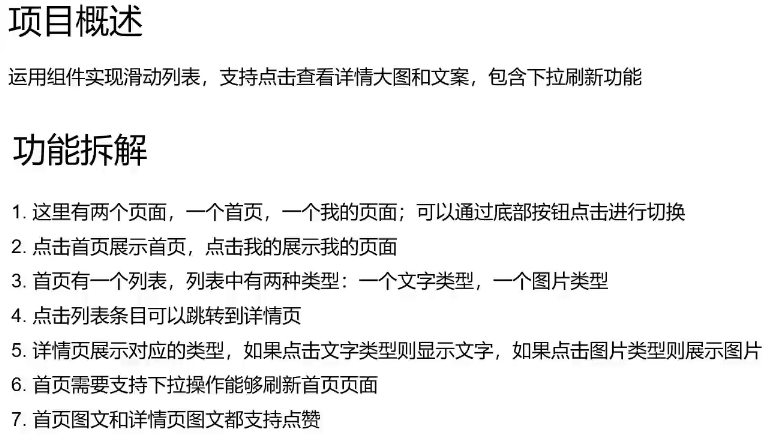 项目概述
运用组件实现滑动列表，支持点击查看详情大图和文案，包含下拉刷新功能
功能拆解
1. 这里有两个页面，一个首页，一个我的页面；可以通过底部按钮点击进行切换
2. 点击首页展示首页，点击我的展示我的页面
3. 首页有一个列表，列表中有两种类型：一个文字类型，一个图片类型
4. 点击列表条目可以跳转到详情页
5. 详情页展示对应的类型，如果点击文字类型则显示文字，如果点击图片类型则展示图片
6. 首页需要支持下拉操作能够刷新首页页面
7. 首页图文和详情页图文都支持点赞